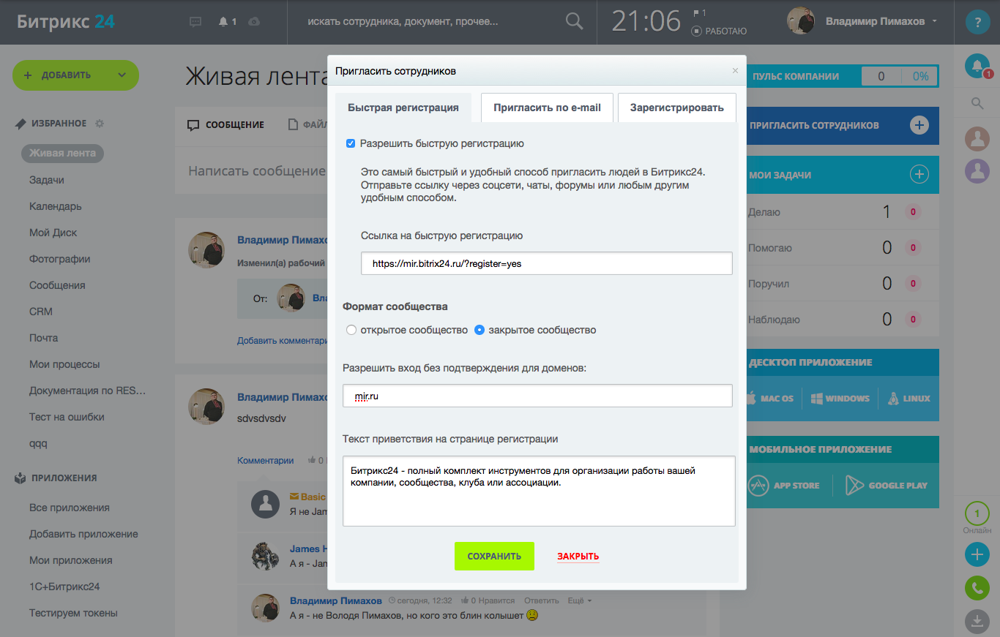 Битрикс 24
1
искать сотрудника, документ, прочее...
21:06
1
РАБОТАЮ
Владимир Пимахов
?
+ ДОБАВИТЬ
ИЗБРАННОЕ
Живая лента
Задачи
Календарь
Мой Диск
Фотографии
Сообщения
CRM
Почта
Мои процессы
Документация по RES...
Тест на ошибки
qqq
ПРИЛОЖЕНИЯ
Все приложения
Добавить приложение
Мои приложения
1С+Битрикс24
Тестируем токены
Живая лента
СООБЩЕНИЕ
Написать сообщение
Владимир
Изменил(а) рабочий
От:
Владимир
sdvsdvsdv
Комментарии
0
Basic
Я не
James
А я -
Владимир Пимахов
сегодня, 12:32
0 Нравится
Ответить
Ещё
А я - не Володя Пимахов, но кого это блин колышет
Пригласить сотрудников
×
Быстрая регистрация
Пригласить по e-mail
Зарегистрировать
Разрешить быструю регистрацию
Это самый быстрый и удобный способ пригласить людей в Битрикс24.
Отправьте ссылку через соцсети, чаты, форумы или любым другим
удобным способом.
Ссылка на быструю регистрацию
https://mir.bitrix24.ru/?register=yes
Формат сообщества
открытое сообщество
закрытое сообщество
Разрешить вход без подтверждения для доменов:
mir.ru
Текст приветствия на странице регистрации
Битрикс24 - полный комплект инструментов для организации работы вашей
компании, сообщества, клуба или ассоциации.
СОХРАНИТЬ
ЗАКРЫТЬ
ПУЛЬС КОМПАНИИ
0
0%
ПРИГЛАСИТЬ СОТРУДНИКОВ
МОИ ЗАДАЧИ
Делаю
1
0
Помогаю
0
0
Поручил
0
0
Наблюдаю
0
0
ДЕСКТОП ПРИЛОЖЕНИЕ
MAC OS
WINDOWS
LINUX
МОБИЛЬНОЕ ПРИЛОЖЕНИЕ
APP STORE
GOOGLE PLAY
1
1
Онлайн